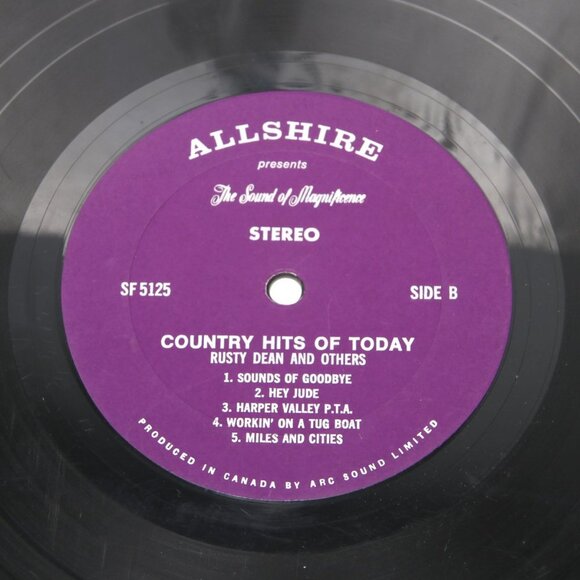 ALLSHIRE
presents
The Sound of Magnificence
STEREO
SF 5125
SIDE B
COUNTRY HITS OF TODAY
RUSTY DEAN AND OTHERS
1. SOUNDS OF GOODBYE
2. HEY JUDE
3. HARPER VALLEY P.T.A.
4. WORKIN' ON A TUG BOAT
5. MILES AND CITIES
PRODUCED IN CANADA BY ARC SOUND LIMITED